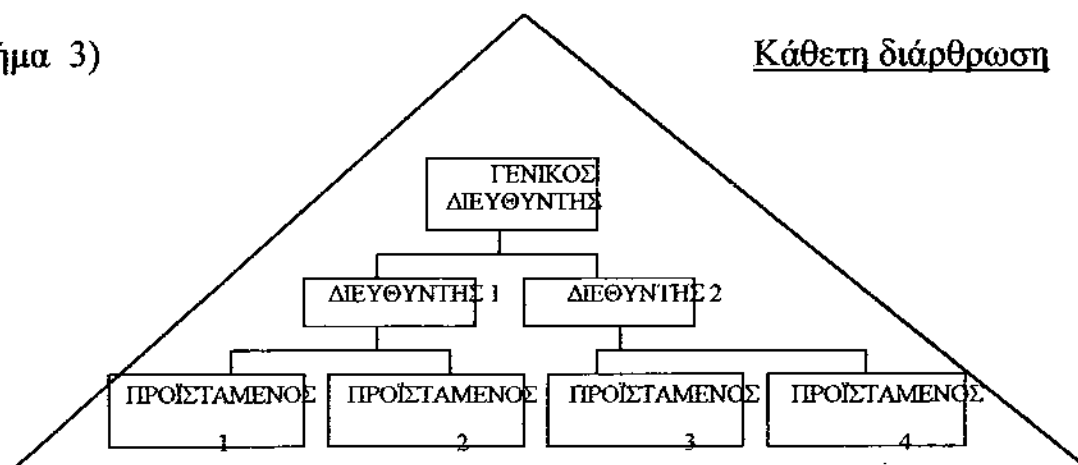 ήμα 3)
Κάθετη διάρθρωση
ΓΕΝΙΚΟΣ
ΔΙΕΥΘΥΝΤΗΣ
ΔΙΕΥΘΥΝΤΗΣ 1
ΔΙΕΘΥΝΤΗΣ 2
ΠΡΟΪΣΤΑΜΕΝΟΣ
1
ΠΡΟΪΣΤΑΜΕΝΟΣ
2
ΠΡΟΪΣΤΑΜΕΝΟΣ
3
ΠΡΟΪΣΤΑΜΕΝΟΣ
4